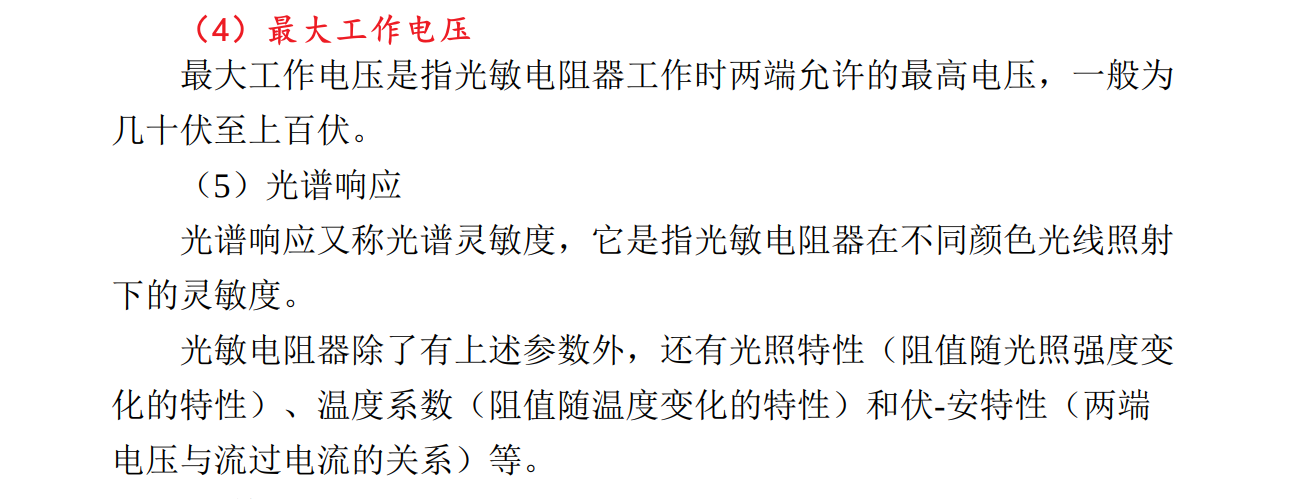 （4）最大工作电压
最大工作电压是指光敏电阻器工作时两端允许的最高电压，一般为
几十伏至上百伏。
（5）光谱响应
光谱响应又称光谱灵敏度，它是指光敏电阻器在不同颜色光线照射
下的灵敏度。
光敏电阻器除了有上述参数外，还有光照特性（阻值随光照强度变
化的特性）、温度系数（阻值随温度变化的特性）和伏-安特性（两端
电压与流过电流的关系）等。